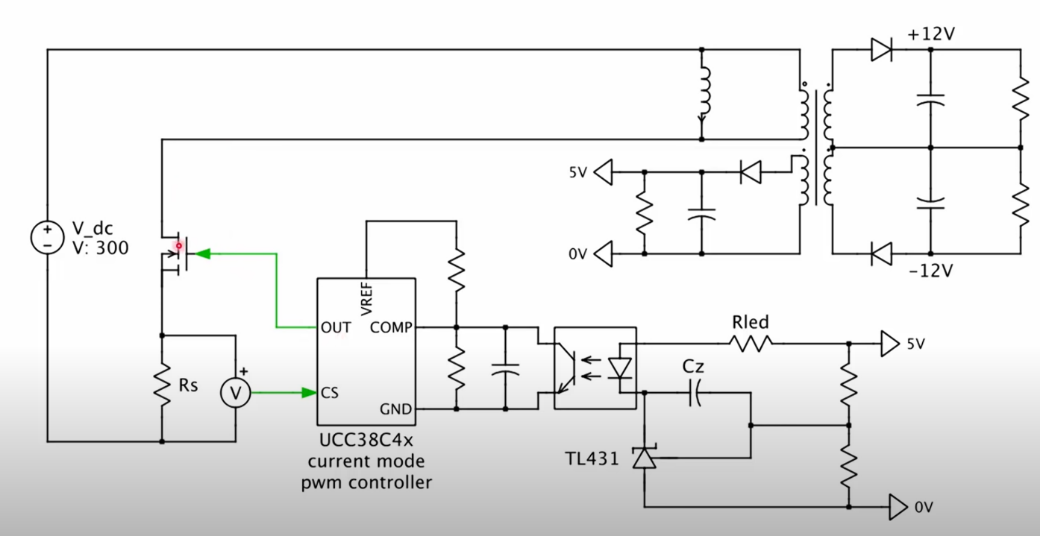 +12V
5V
0V
-12V
V_dc
V: 300
+
-
VREF
OUT
COMP
CS
GND
Rs
+
V
UCC38C4x
current mode
pwm controller
Rled
Cz
5V
TL431
0V